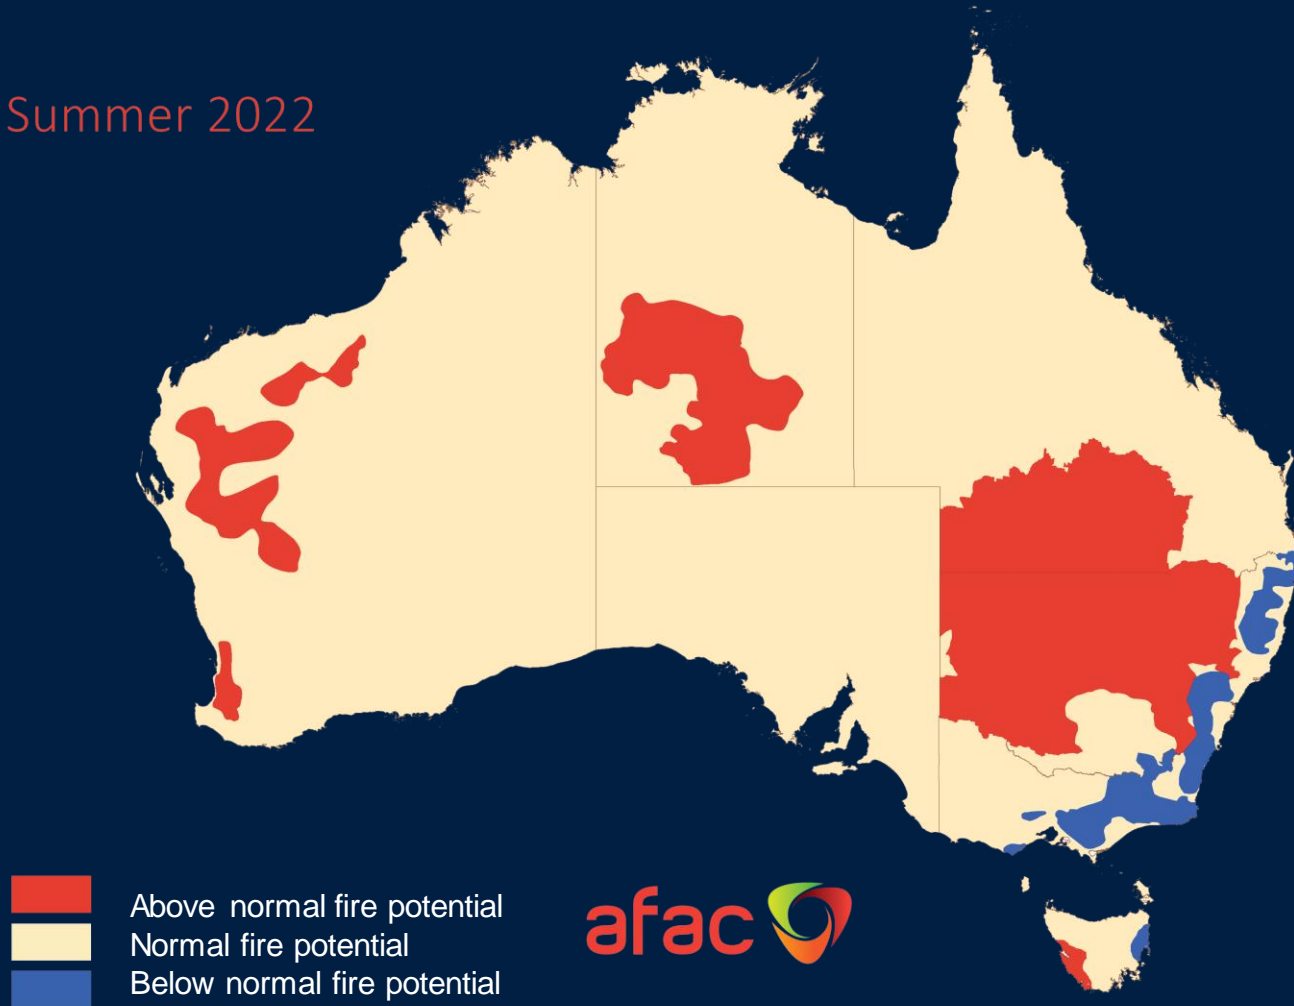 Summer 2022
Above normal fire potential
Normal fire potential
Below normal fire potential
afac